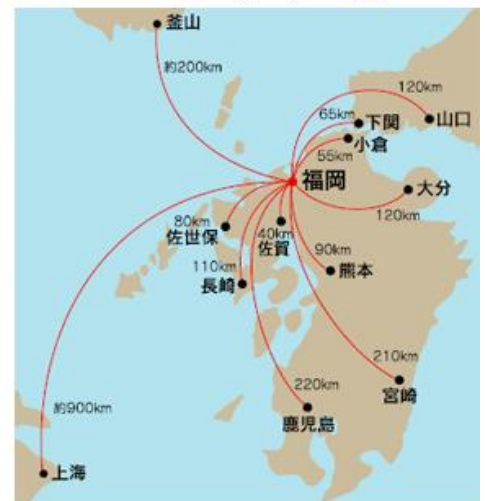 釜山
約200km
120km
65km
下関
山口
小倉
55km
福岡
大分
120km
80km
佐世保
40km
佐賀
90km
熊本
110km
長崎
210km
宮崎
220km
鹿児島
約900km
上海